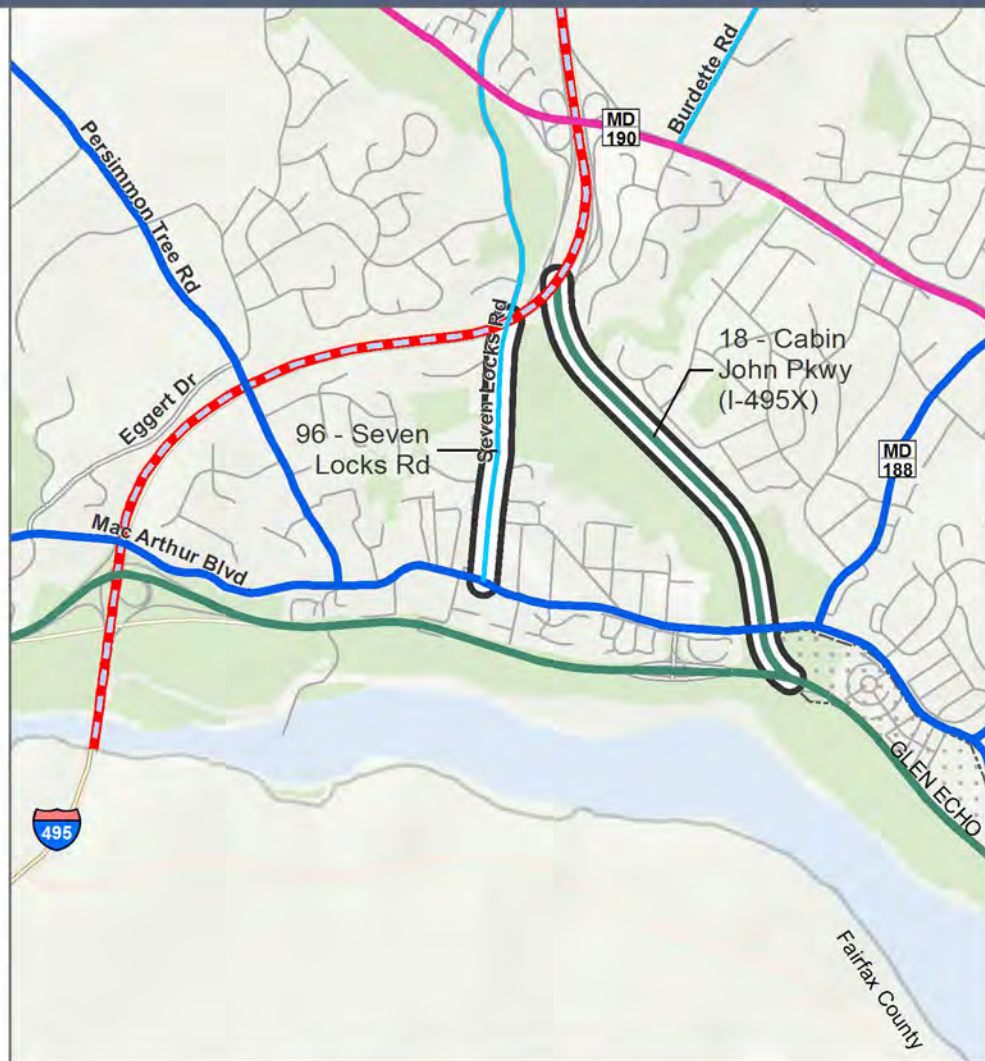 Burdette Rd
MD
190
Persimmon Tree Rd
Seven Locks Rd
18 - Cabin
John Pkwy
(I-495X)
Eggert Dr
96 - Seven
Locks Rd
MD
188
Mac Arthur Blvd
GLEN ECHO
495
Fairfax County